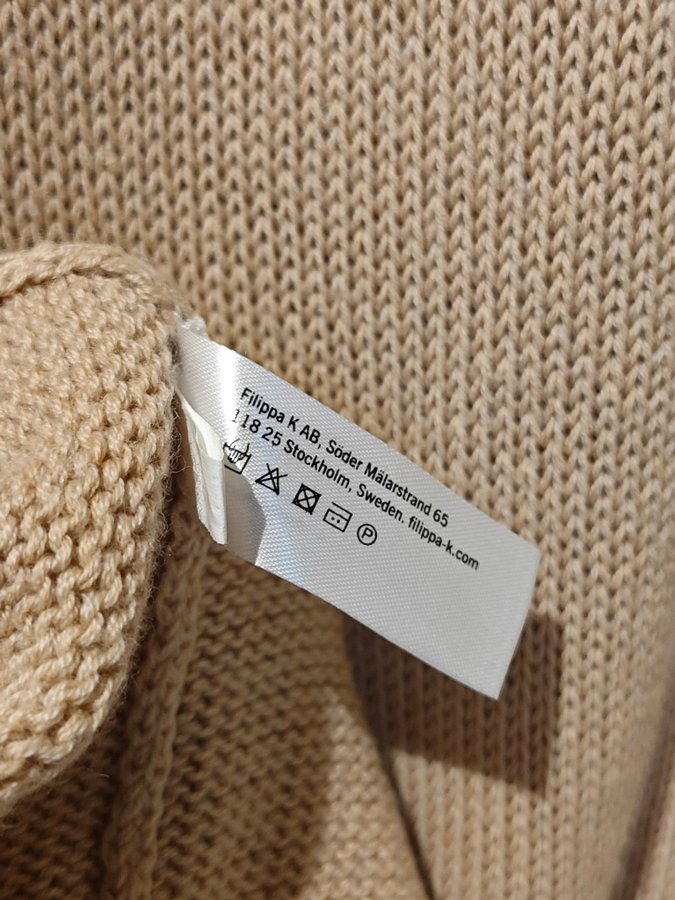 Filippa K AB, Söder Mälarstrand 65
118 25 Stockholm, Sweden. filippa-k.com
P